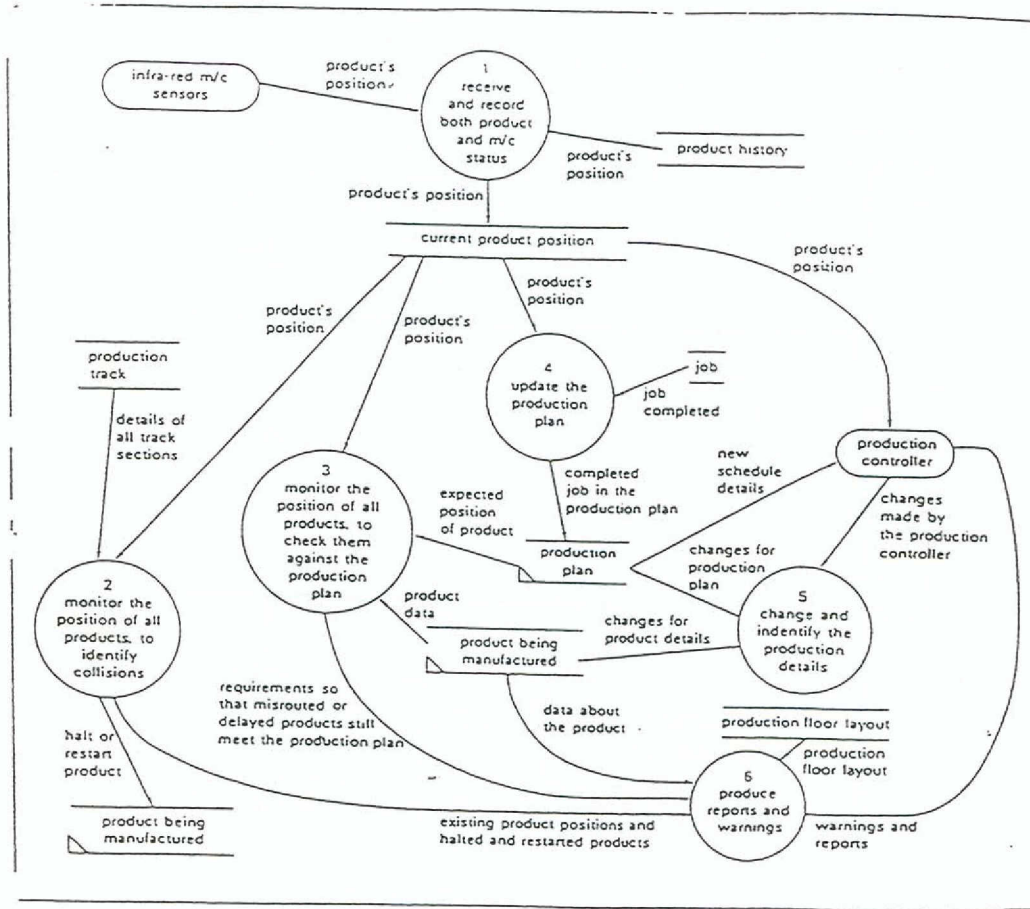 infra-red m/c
sensors
product's
position
1
receive
and record
both product
and m/c
status
product's
position
product history
product's position
current product position
product's
position
product's
position
product's
position
product's
position
production
track
details of
all track
sections
4
update the
production
plan
job
job
completed
production
controller
new
schedule
details
changes
made by
the production
controller
3
monitor the
position of all
products, to
check them
against the
production
plan
expected
position
of product
completed
job in the
production plan
production
plan
changes for
production
plan
2
monitor the
position of all
products, to
identify
collisions
product
data
product being
manufactured
changes for
product details
5
change and
indentify the
production
details
requirements so
that misrouted or
delayed products still
meet the production plan
data about
the product
production floor layout
production
floor layout
halt or
restart
product
product being
manufactured
existing product positions and
halted and restarted products
6
produce
reports and
warnings
warnings and
reports